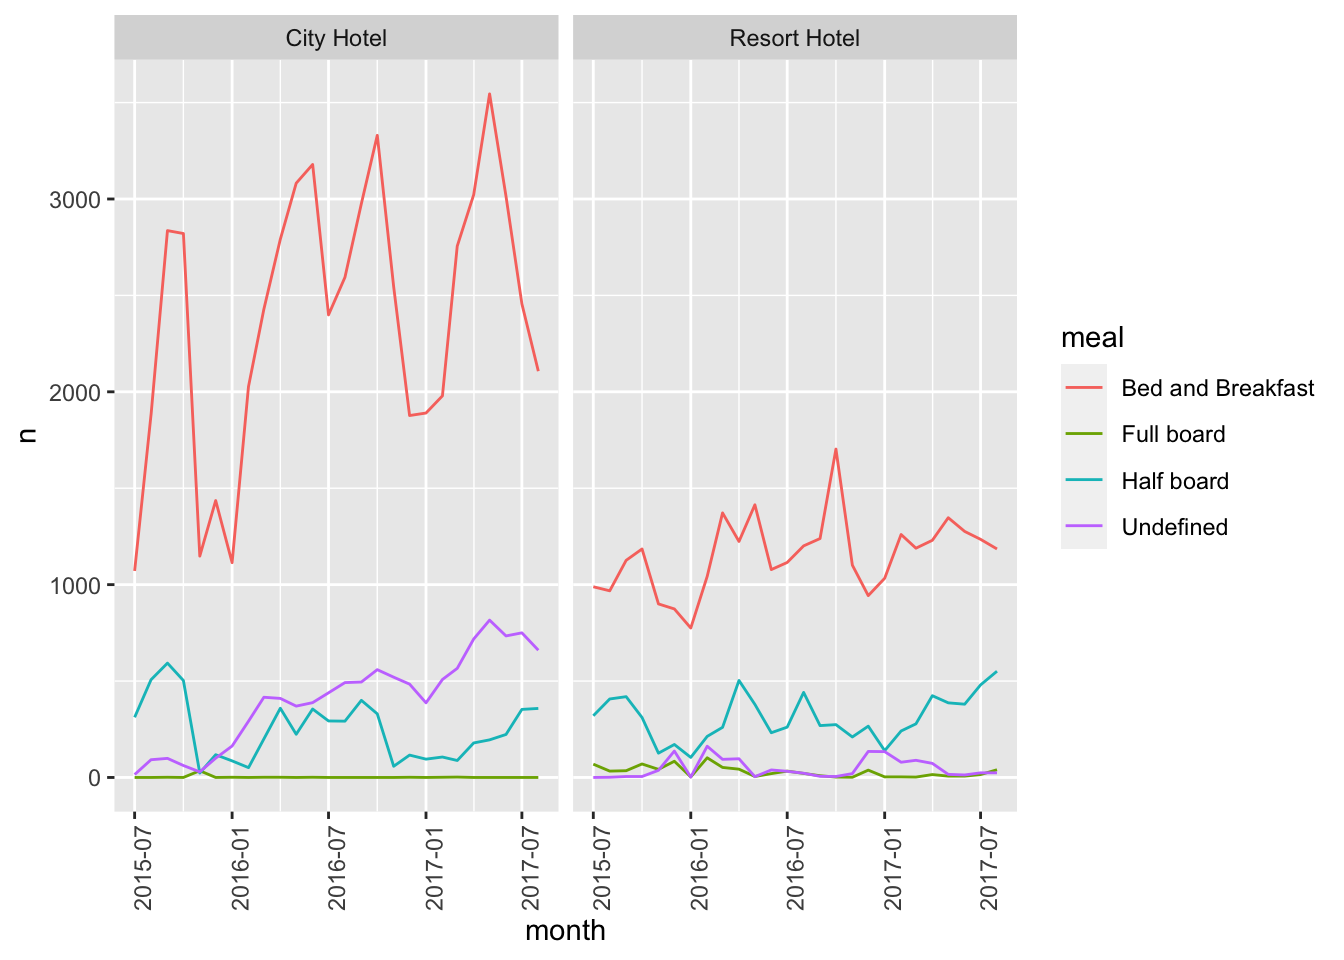 City Hotel
Resort Hotel
3000
2000
1000
0
n
2015-07
2016-01
2016-07
2017-01
2017-07
2015-07
2016-01
2016-07
2017-01
2017-07
month
meal
Bed and Breakfast
Full board
Half board
Undefined